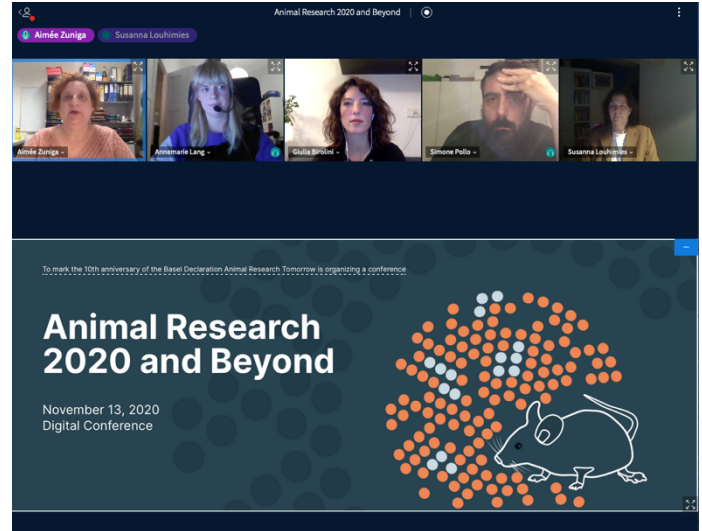 Animal Research 2020 and Beyond
Aimée Zuniga
Susanna Louhimies
Aimée Zuniga
Annemarie Lang
Giulia Birolini
Simone Pollo
Susanna Louhimies
To mark the 10th anniversary of the Basel Declaration Animal Research Tomorrow is organizing a conference
Animal Research
2020 and Beyond
November 13, 2020
Digital Conference